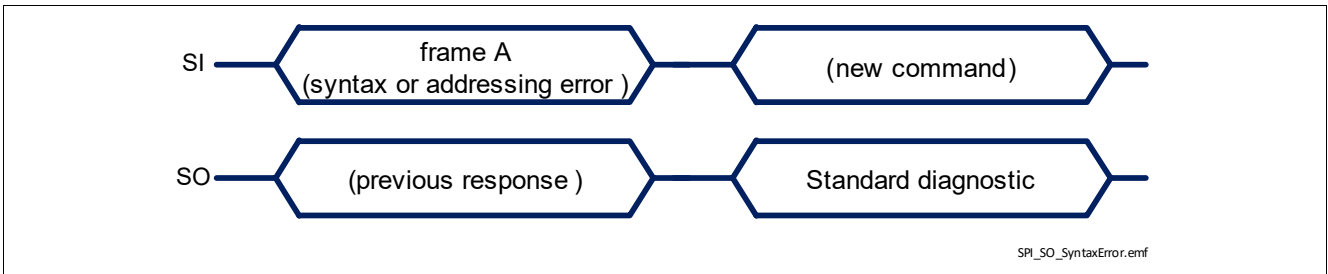 SI
frame A
(syntax or addressing error )
(new command)
SO
(previous response )
Standard diagnostic
SPI_SO_SyntaxError.emf